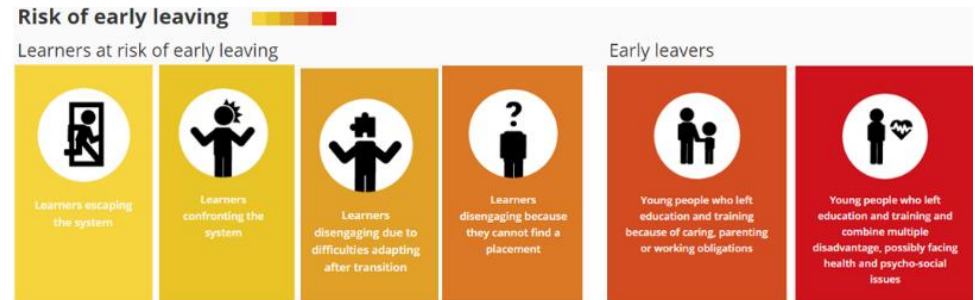 Risk of early leaving
Learners at risk of early leaving
Early leavers
Learners escaping
the system
Learners
confronting the
system
Learners
disengaging due to
difficulties adapting
after transition
?
Learners
disengaging because
they cannot find a
placement
Young people who left
education and training
because of caring, parenting
or working obligations
Young people who left
education and training and
combine multiple
disadvantage, possibly facing
health and psycho-social
issues